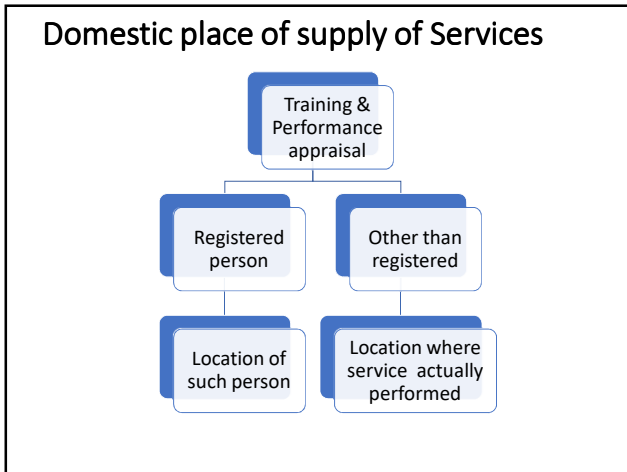 Domestic place of supply of Services
Training &
Performance
appraisal
Registered
person
Other than
registered
Location of
such person
Location where
service actually
performed